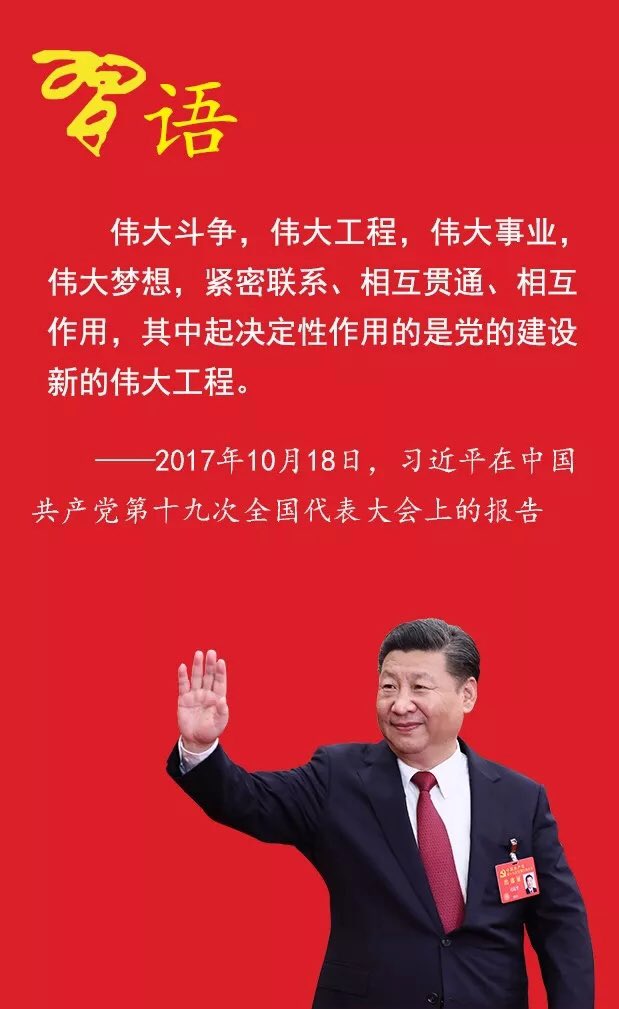 習语
伟大斗争，伟大工程，伟大事业，
伟大梦想，紧密联系、相互贯通、相互
作用，其中起决定性作用的是党的建设
新的伟大工程。
——2017年10月18日，习近平在中国
共产党第十九次全国代表大会上的报告